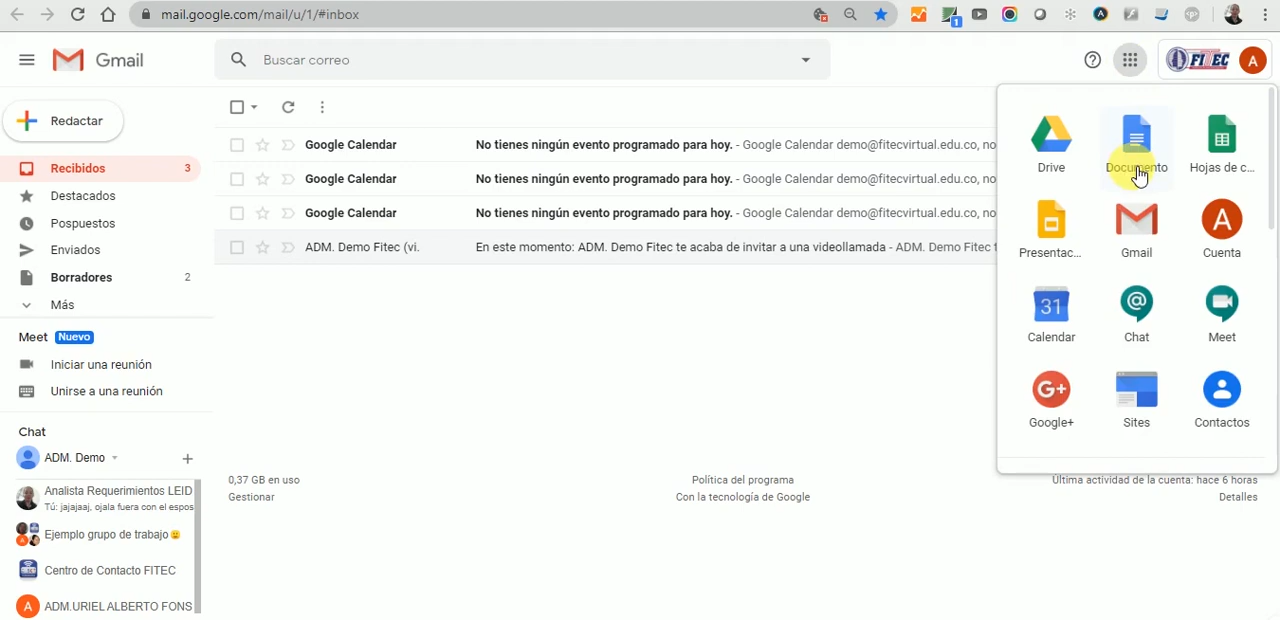 mail.google.com/mail/u/1/#inbox
1
Gmail
Buscar correo
FITEC
A
Redactar
Recibidos 3
Destacados
Pospuestos
Enviados
Borradores 2
Más
Meet Nuevo
Iniciar una reunión
Unirse a una reunión
Chat
ADM. Demo
Analista Requerimientos LEID
Tú: jajajaaj, ojala fuera con el espos
Ejemplo grupo de trabajo
Centro de Contacto FITEC
A ADM.URIEL ALBERTO FONS
Google Calendar No tienes ningún evento programado para hoy. - Google Calendar demo@fitecvirtual.edu.co, no
Google Calendar No tienes ningún evento programado para hoy. - Google Calendar demo@fitecvirtual.edu.co, no
Google Calendar No tienes ningún evento programado para hoy. - Google Calendar demo@fitecvirtual.edu.co, no
ADM. Demo Fitec (vi. En este momento: ADM. Demo Fitec te acaba de invitar a una videollamada - ADM. Demo Fitec t
Drive Documento Hojas de c...
Presentac... Gmail Cuenta
A
31
Calendar Chat Meet
G+
Google+ Sites Contactos
0,37 GB en uso
Gestionar
Política del programa
Con la tecnología de Google
Última actividad de la cuenta: hace 6 horas
Detalles